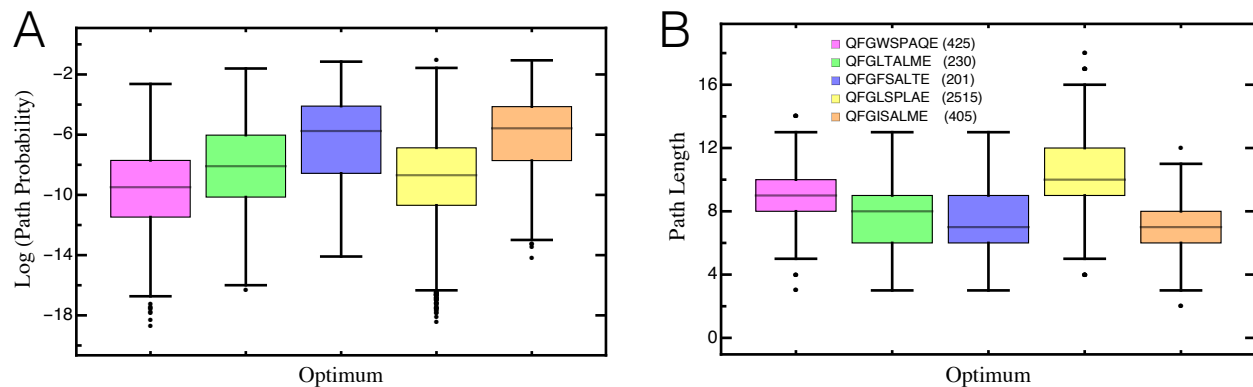 A
Log (Path Probability)
−2
−6
−10
−14
−18
Optimum
B
Path Length
16
12
8
4
0
QFGWSPAQE (425)
QFGLTALME (230)
QFGFSALTE (201)
QFGLSPLAE (2515)
QFGISALME (405)
Optimum